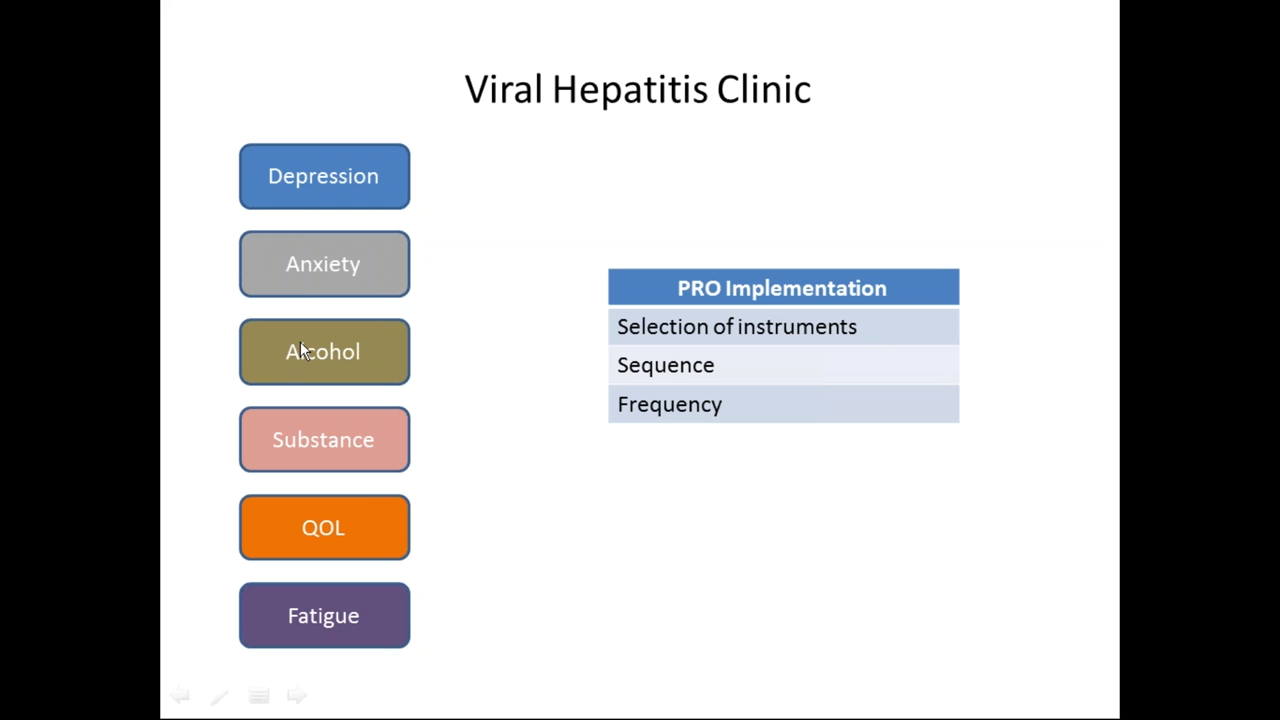 Viral Hepatitis Clinic
Depression
Anxiety
Alcohol
Substance
QOL
Fatigue
PRO Implementation
Selection of instruments
Sequence
Frequency